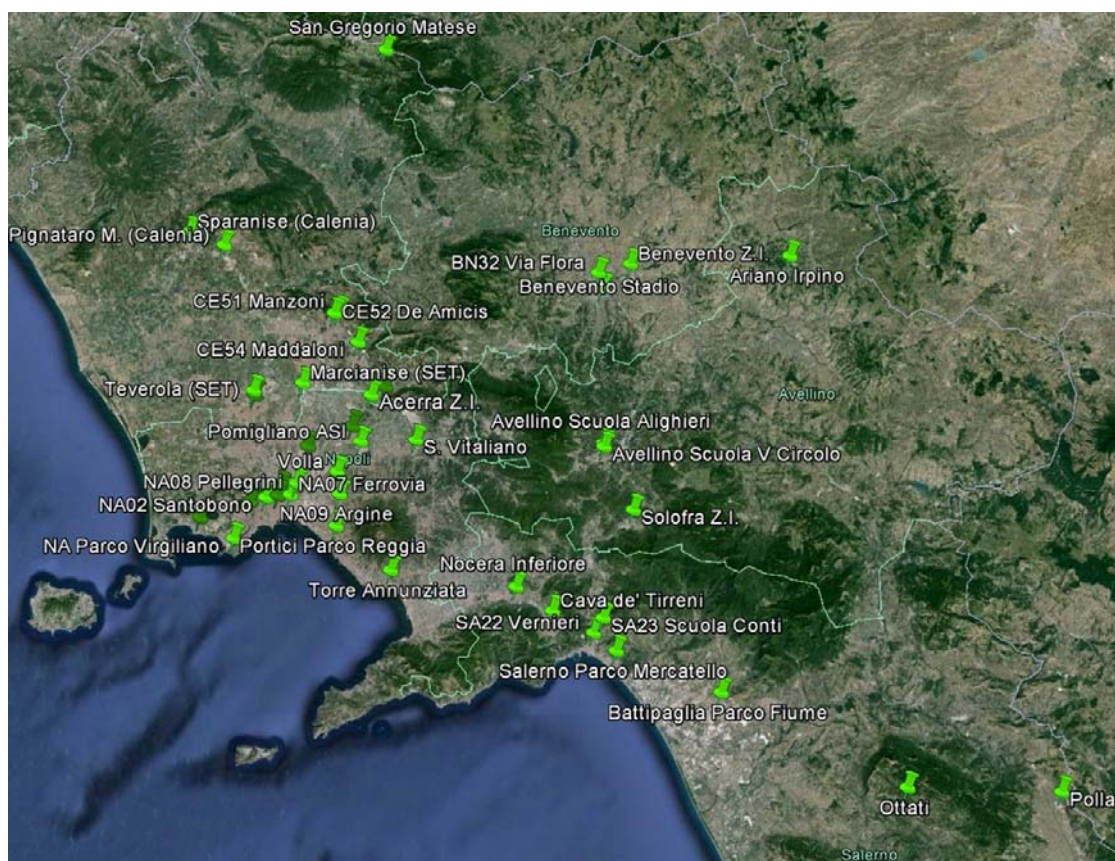 San Gregorio Matese
Sparanise (Calenia)
Pignataro M. (Calenia)
Benevento
Benevento Z.I.
BN32 Via Flora
Ariano Irpino
Benevento Stadio
CE51 Manzoni
CE52 De Amicis
CE54 Maddaloni
Marcianise (SET)
Teverola (SET)
Acerra Z.I.
Avellino
Avellino Scuola Alighieri
Pomigliano ASI
S. Vitaliano
Avellino Scuola V Circolo
Volla
Napoli
NA08 Pellegrini
NA07 Ferrovia
NA02 Santobono
NA09 Argine
Solofra Z.I.
NA Parco Virgiliano
Portici Parco Reggia
Nocera Inferiore
Torre Annunziata
Cava de' Tirreni
SA22 Vernieri
SA23 Scuola Conti
Salerno Parco Mercatello
Battipaglia Parco Fiume
Ottati
Polla
Salerno